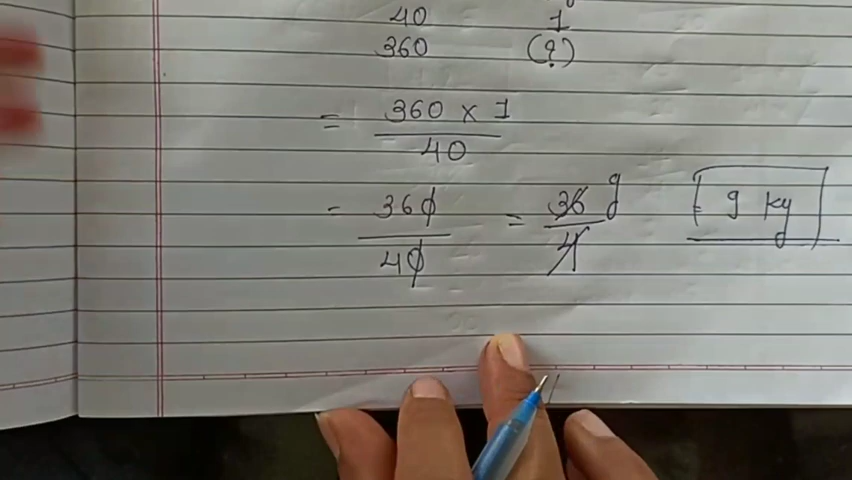 40 1
360 (?)
= 360 x 1 / 40
= 360 / 40 = 36 / 4 9 = 9 kg